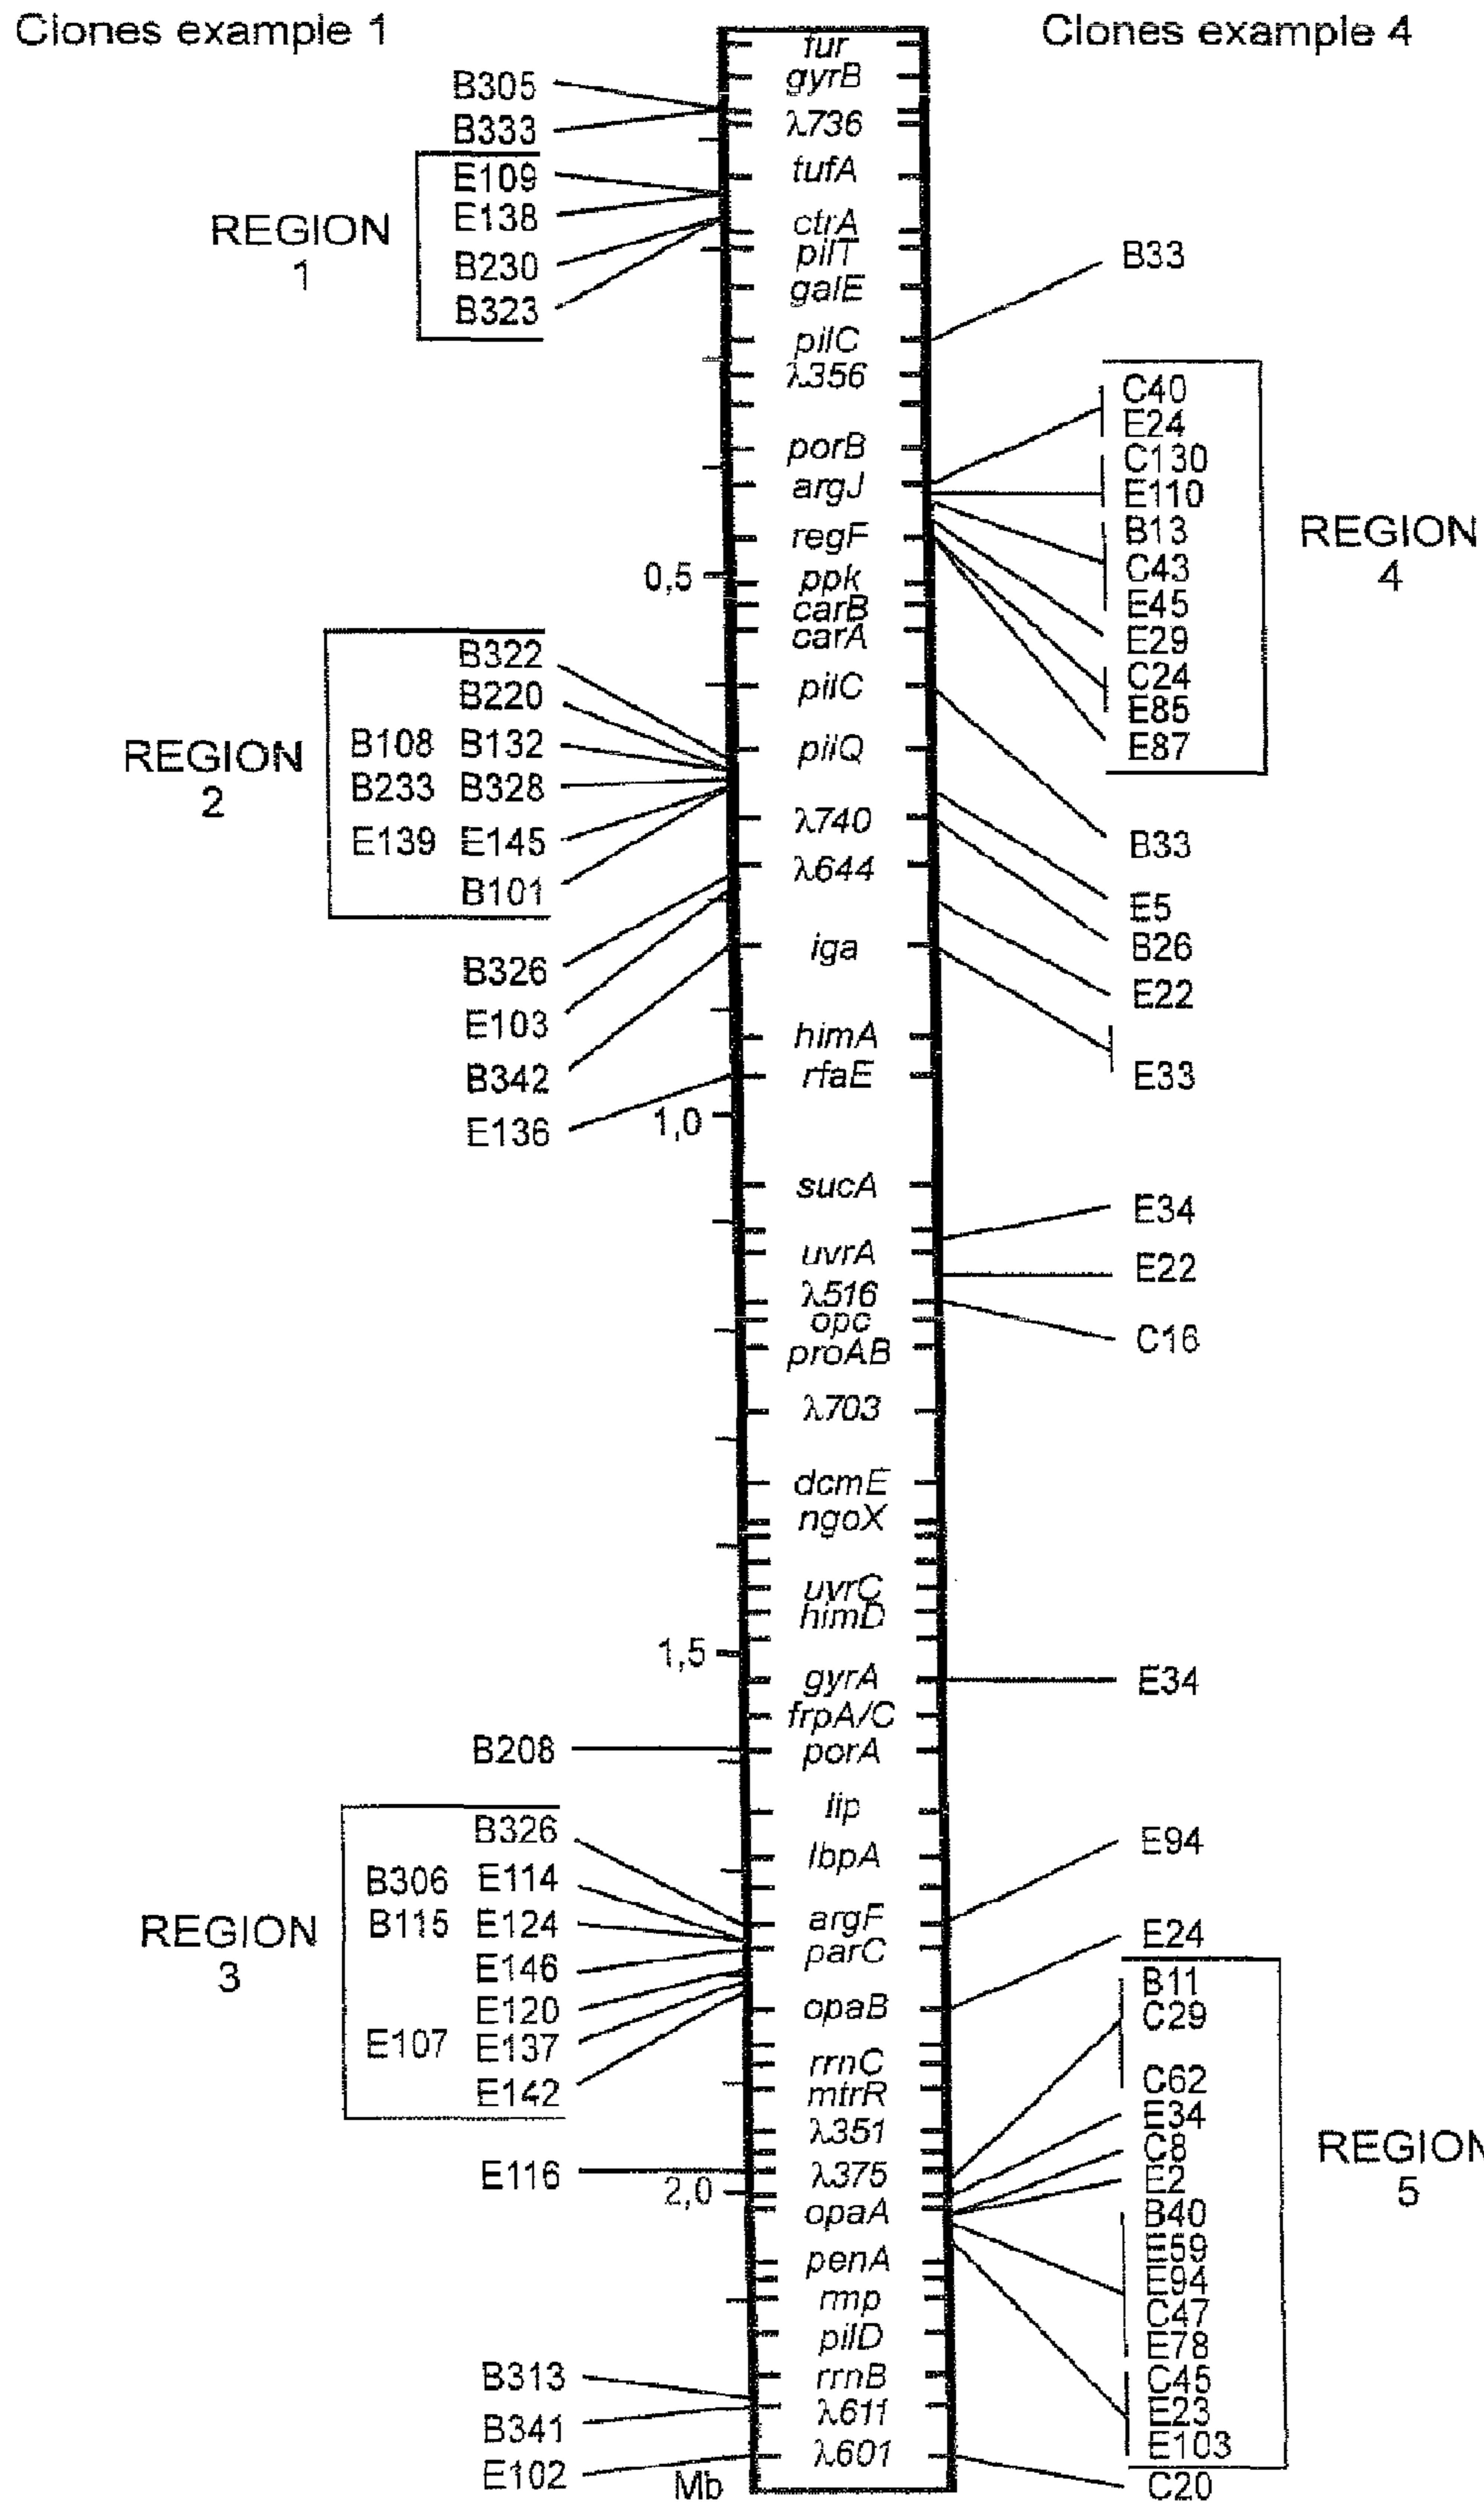 Clones example 1
Clones example 4
fur
gyrB
B305
λ736
B333
tufA
E109
E138
REGION
1
ctrA
B230
pilT
B33
galE
B323
pilC
λ356
C40
E24
porB
C130
argJ
E110
B13
REGION
4
regF
C43
0,5
ppk
E45
carB
carA
E29
B322
C24
B220
pilC
E85
REGION
2
B108 B132
pilQ
E87
B233 B328
λ740
E139 E145
B33
λ644
B101
E5
iga
B26
B326
E22
E103
himA
B342
rfaE
E33
E136
1,0
sucA
E34
uvrA
E22
λ516
opc
C16
proAB
λ703
dcmE
ngoX
uvrC
himD
1,5
gyrA
E34
frpA/C
B208
porA
lip
B326
lbpA
E94
B306 E114
REGION
3
B115 E124
argF
E24
parC
E146
B11
E120
opaB
C29
E107 E137
rrnC
C62
E142
mtrR
E34
λ351
C8
REGION
5
E116
λ375
E2
2,0
opaA
B40
E59
penA
E94
rmp
C47
pilD
E78
B313
rrnB
C45
λ611
E23
B341
E103
λ601
E102
Mb
C20